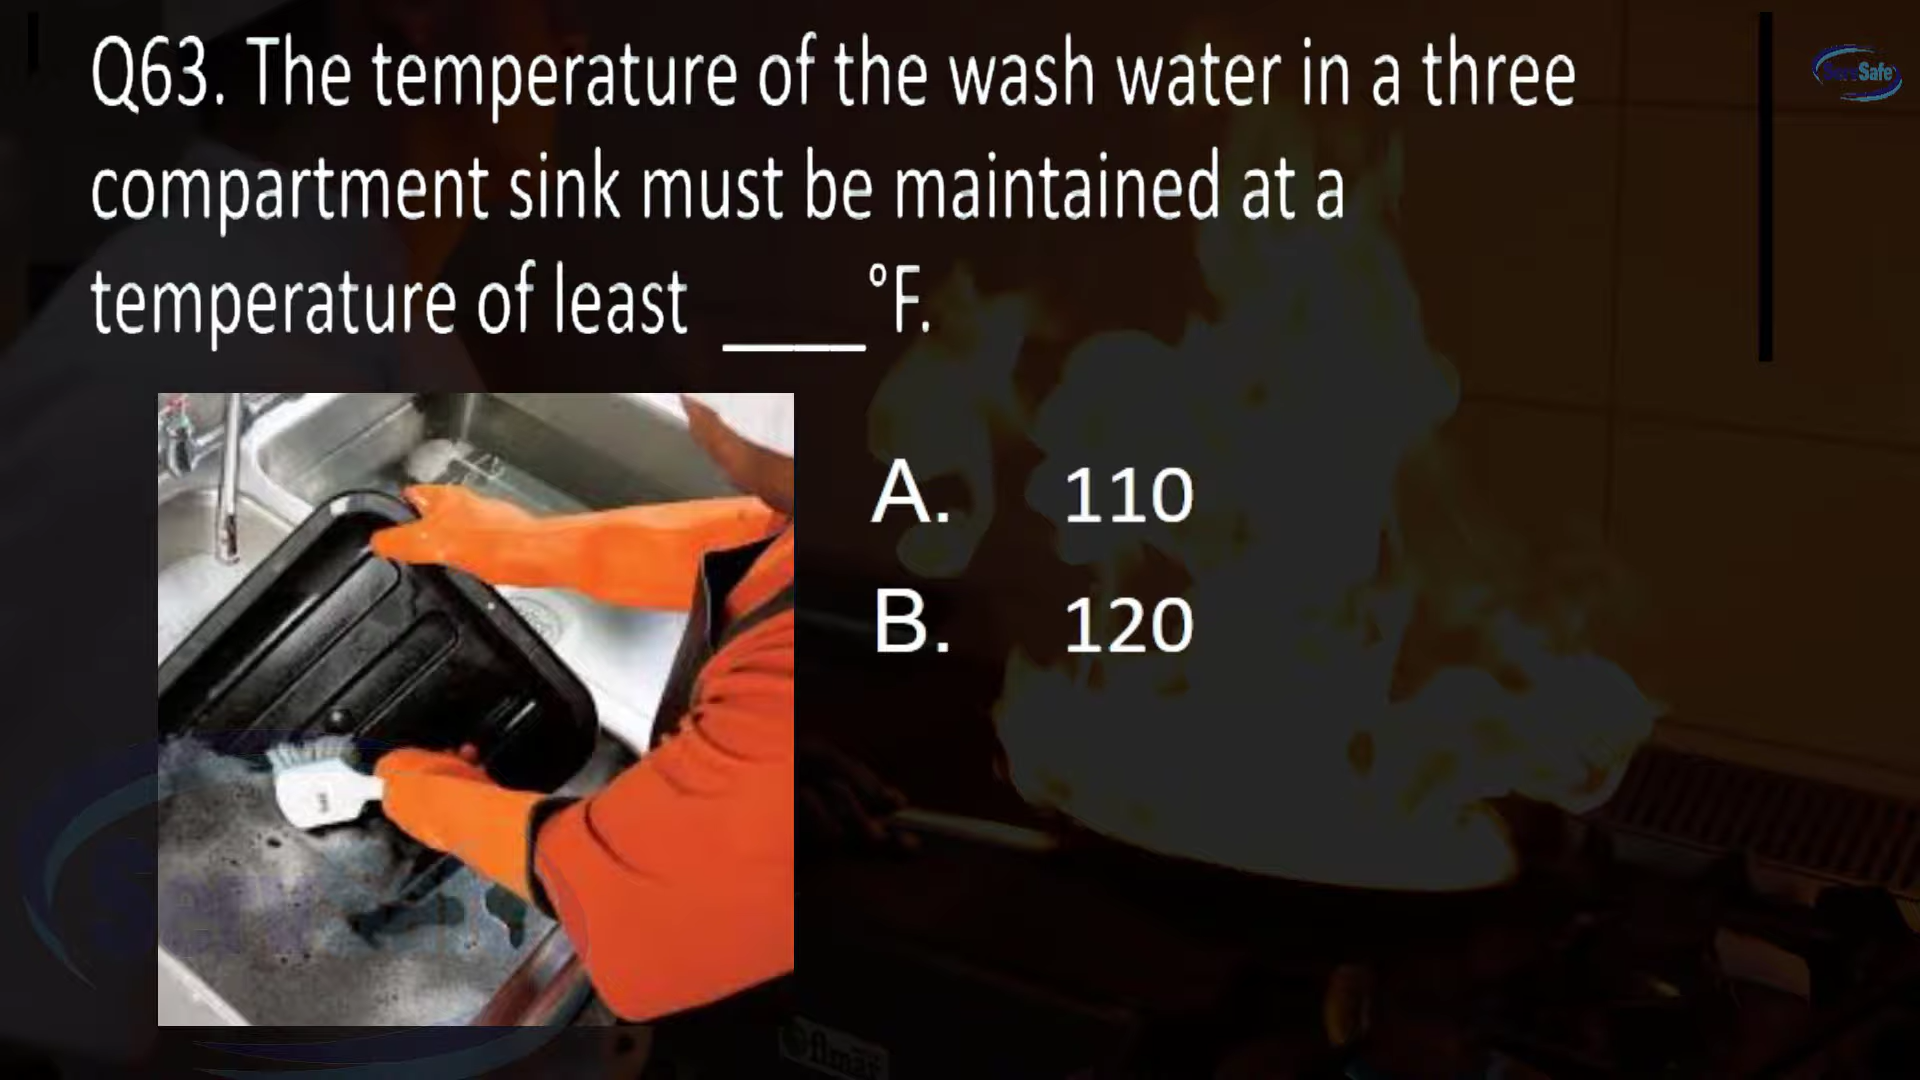 Q63. The temperature of the wash water in a three
compartment sink must be maintained at a
temperature of least ____ °F.
A. 110
B. 120
ServSafe